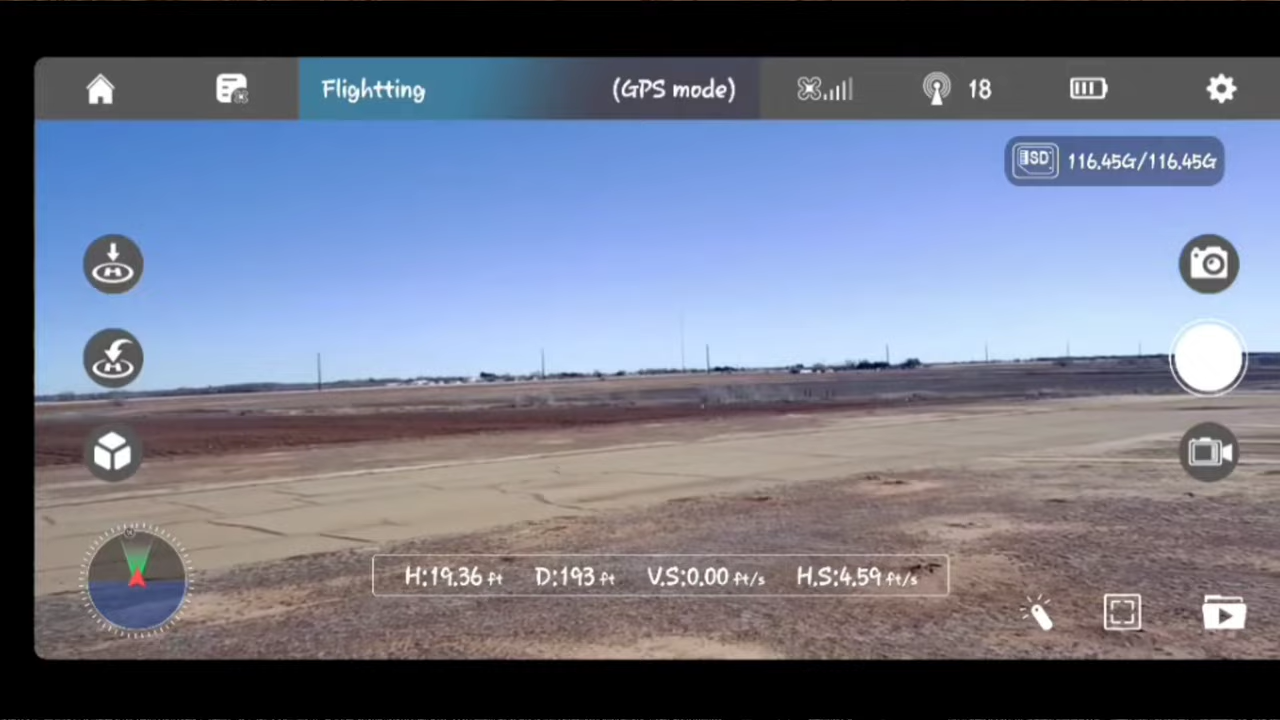 Flightting (GPS mode) 18
SD 116.45G/116.45G
H:19.36 ft D:193 ft V.S:0.00 ft/s H.S:4.59 ft/s